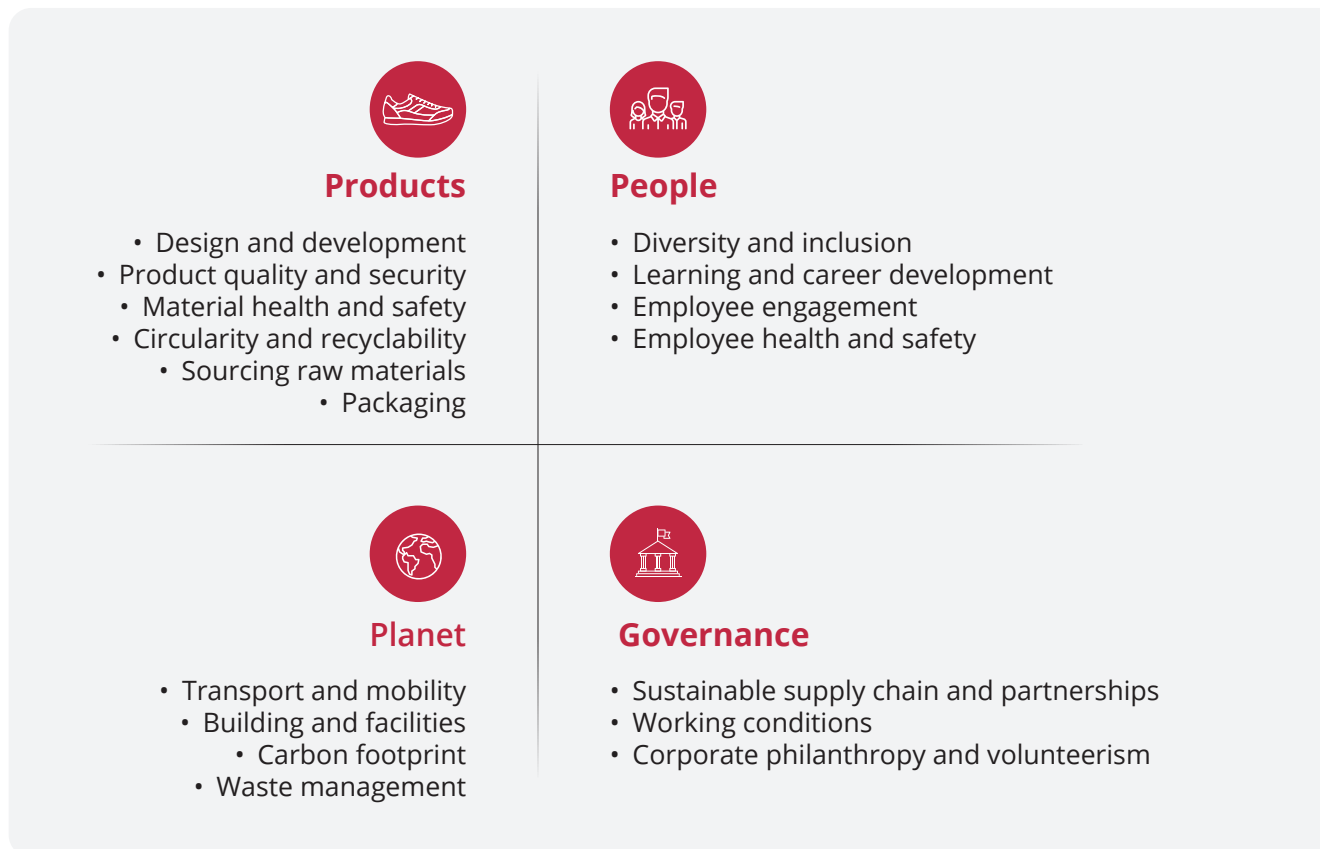 Products
• Design and development
• Product quality and security
• Material health and safety
• Circularity and recyclability
• Sourcing raw materials
• Packaging
People
• Diversity and inclusion
• Learning and career development
• Employee engagement
• Employee health and safety
Planet
• Transport and mobility
• Building and facilities
• Carbon footprint
• Waste management
Governance
• Sustainable supply chain and partnerships
• Working conditions
• Corporate philanthropy and volunteerism